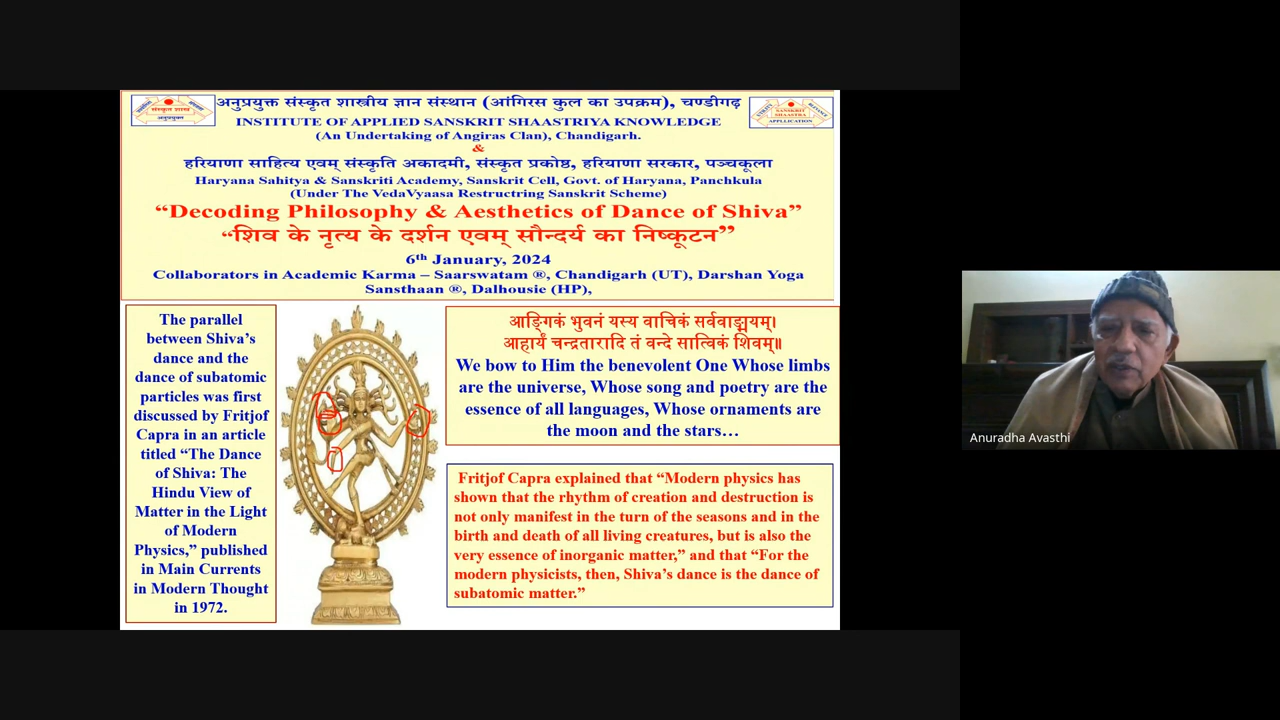 संस्कृत शास्त्र
अनुप्रयुक्त
अनुप्रयुक्त संस्कृत शास्त्रीय ज्ञान संस्थान (आंगिरस कुल का उपक्रम), चण्डीगढ़
SANSKRIT
SHAASTRA
APPLLICATION
INSTITUTE OF APPLIED SANSKRIT SHAASTRIYA KNOWLEDGE
(An Undertaking of Angiras Clan), Chandigarh.
&
हरियाणा साहित्य एवम् संस्कृति अकादमी, संस्कृत प्रकोष्ठ, हरियाणा सरकार, पञ्चकूला
Haryana Sahitya & Sanskriti Academy, Sanskrit Cell, Govt. of Haryana, Panchkula
(Under The VedaVyaasa Restructring Sanskrit Scheme)
“Decoding Philosophy & Aesthetics of Dance of Shiva”
“शिव के नृत्य के दर्शन एवम् सौन्दर्य का निष्कूटन”
6th January, 2024
Collaborators in Academic Karma – Saarswatam ®, Chandigarh (UT), Darshan Yoga
Sansthaan ®, Dalhousie (HP),
The parallel
between Shiva’s
dance and the
dance of subatomic
particles was first
discussed by Fritjof
Capra in an article
titled “The Dance
of Shiva: The
Hindu View of
Matter in the Light
of Modern
Physics,” published
in Main Currents
in Modern Thought
in 1972.
आङ्गिकं भुवनं यस्य वाचिकं सर्ववाङ्मयम्।
आहार्यं चन्द्रतारादि तं वन्दे सात्विकं शिवम्॥
We bow to Him the benevolent One Whose limbs
are the universe, Whose song and poetry are the
essence of all languages, Whose ornaments are
the moon and the stars…
Fritjof Capra explained that “Modern physics has
shown that the rhythm of creation and destruction is
not only manifest in the turn of the seasons and in the
birth and death of all living creatures, but is also the
very essence of inorganic matter,” and that “For the
modern physicists, then, Shiva’s dance is the dance of
subatomic matter.”
Anuradha Avasthi